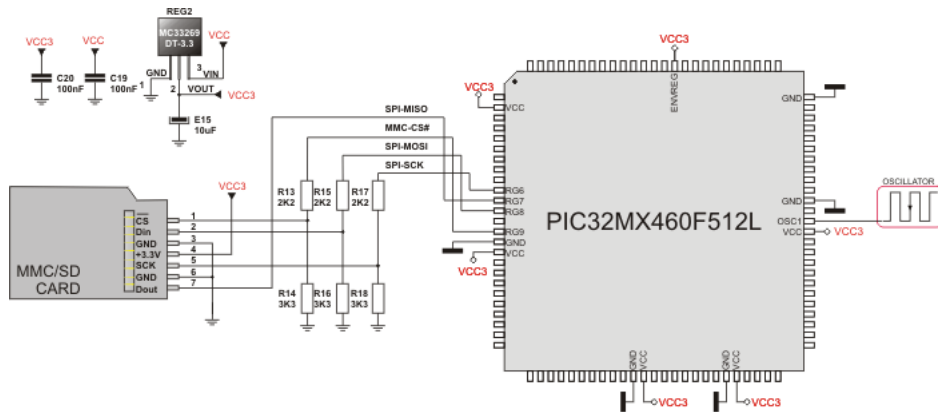 REG2
MC33269
DT-3.3
VCC3
VCC
VCC
C20
100nF
C19
100nF
GND
1
3
VIN
2
VOUT
VCC3
E15
10uF
SPI-MISO
MMC-CS#
SPI-MOSI
SPI-SCK
R13
2K2
R15
2K2
R17
2K2
R14
3K3
R16
3K3
R18
3K3
VCC3
MMC/SD
CARD
CS
1
Din
2
GND
3
+3.3V
4
SCK
5
GND
6
Dout
7
VCC3
ENVREG
VCC3
VCC
GND
RG6
RG7
RG8
RG9
GND
VCC
VCC3
PIC32MX460F512L
GND
OSC1
VCC
VCC3
OSCILLATOR
GND
VCC
VCC3
GND
VCC
VCC3